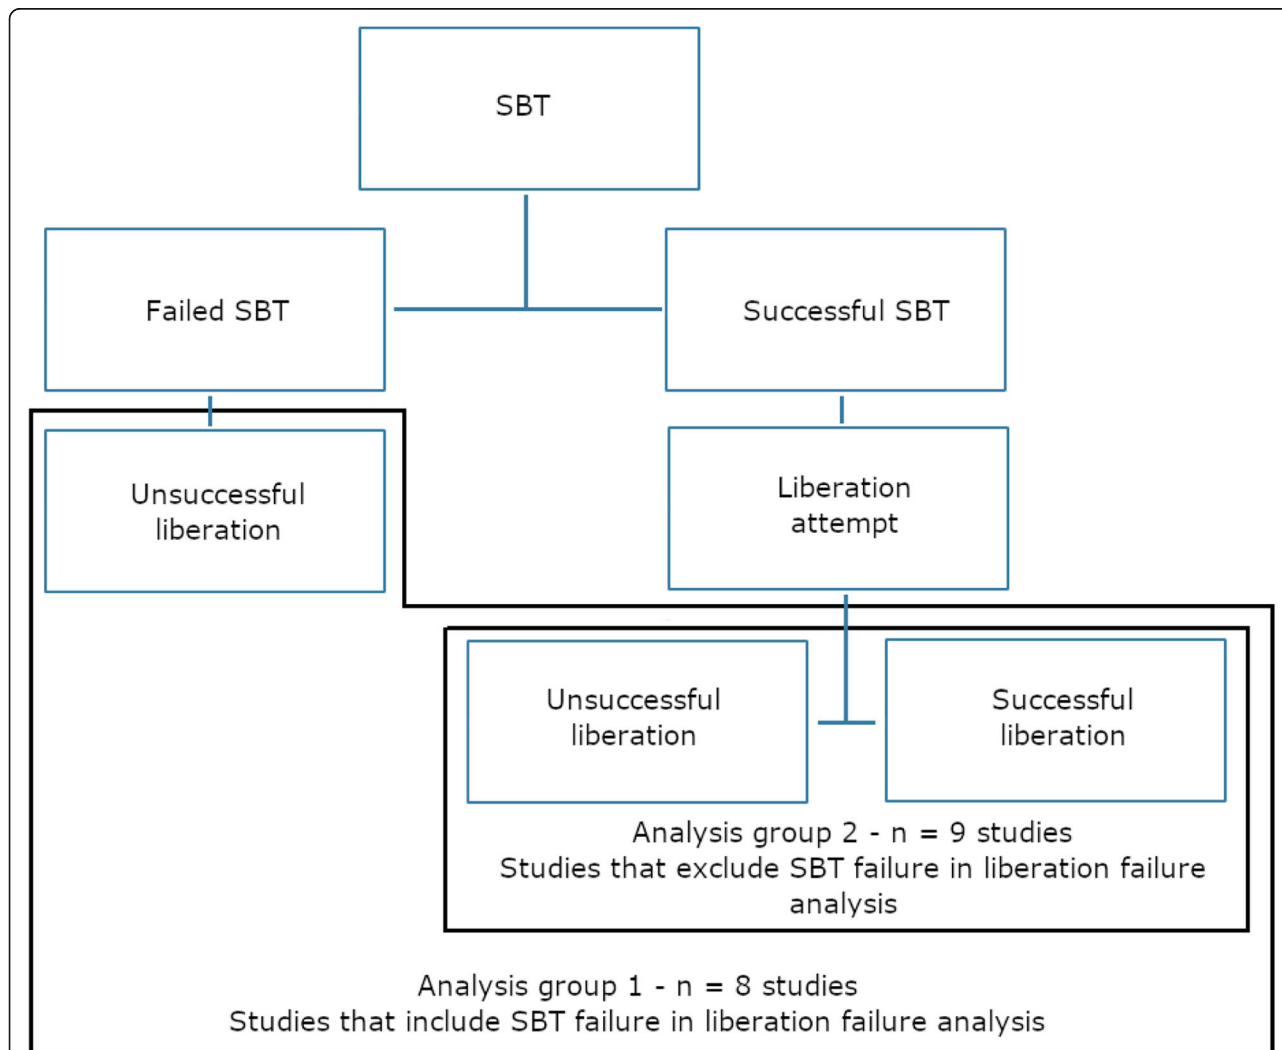 SBT
Failed SBT
Successful SBT
Unsuccessful
liberation
Liberation
attempt
Unsuccessful
liberation
Successful
liberation
Analysis group 2 - n = 9 studies
Studies that exclude SBT failure in liberation failure
analysis
Analysis group 1 - n = 8 studies
Studies that include SBT failure in liberation failure analysis